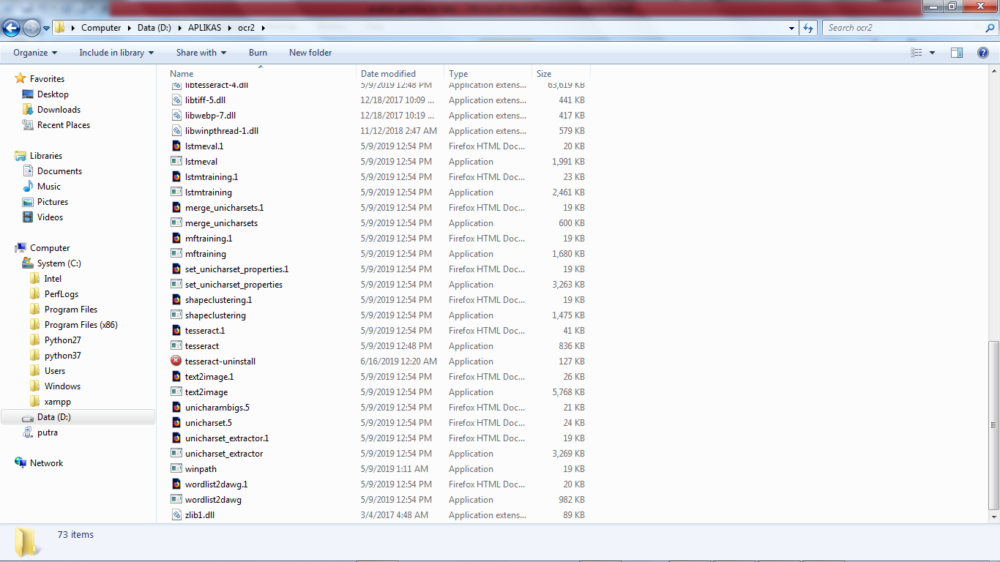 Computer Data (D:) APLIKAS ocr2 Search ocr2
Organize Include in library Share with Burn New folder
Favorites
Desktop
Downloads
Recent Places
Libraries
Documents
Music
Pictures
Videos
Computer
System (C:)
Intel
PerfLogs
Program Files
Program Files (x86)
Python27
python37
Users
Windows
xampp
Data (D:)
putra
Network
Name Date modified Type Size
libtesseract-4.dll 5/9/2019 12:48 PM Application extens... 63,619 KB
libtiff-5.dll 12/18/2017 10:09 ... Application extens... 441 KB
libwebp-7.dll 12/18/2017 10:19 ... Application extens... 417 KB
libwinpthread-1.dll 11/12/2018 2:47 AM Application extens... 579 KB
lstmeval.1 5/9/2019 12:54 PM Firefox HTML Doc... 20 KB
lstmeval 5/9/2019 12:54 PM Application 1,991 KB
lstmtraining.1 5/9/2019 12:54 PM Firefox HTML Doc... 23 KB
lstmtraining 5/9/2019 12:54 PM Application 2,461 KB
merge_unicharsets.1 5/9/2019 12:54 PM Firefox HTML Doc... 19 KB
merge_unicharsets 5/9/2019 12:54 PM Application 600 KB
mftraining.1 5/9/2019 12:54 PM Firefox HTML Doc... 19 KB
mftraining 5/9/2019 12:54 PM Application 1,680 KB
set_unicharset_properties.1 5/9/2019 12:54 PM Firefox HTML Doc... 19 KB
set_unicharset_properties 5/9/2019 12:54 PM Application 3,263 KB
shapeclustering.1 5/9/2019 12:54 PM Firefox HTML Doc... 19 KB
shapeclustering 5/9/2019 12:54 PM Application 1,475 KB
tesseract.1 5/9/2019 12:54 PM Firefox HTML Doc... 41 KB
tesseract 5/9/2019 12:48 PM Application 836 KB
tesseract-uninstall 6/16/2019 12:20 AM Application 127 KB
text2image.1 5/9/2019 12:54 PM Firefox HTML Doc... 26 KB
text2image 5/9/2019 12:54 PM Application 5,768 KB
unicharambigs.5 5/9/2019 12:54 PM Firefox HTML Doc... 21 KB
unicharset.5 5/9/2019 12:54 PM Firefox HTML Doc... 24 KB
unicharset_extractor.1 5/9/2019 12:54 PM Firefox HTML Doc... 19 KB
unicharset_extractor 5/9/2019 12:54 PM Application 3,269 KB
winpath 5/9/2019 1:11 AM Application 19 KB
wordlist2dawg.1 5/9/2019 12:54 PM Firefox HTML Doc... 20 KB
wordlist2dawg 5/9/2019 12:54 PM Application 982 KB
zlib1.dll 3/4/2017 4:48 AM Application extens... 89 KB
73 items